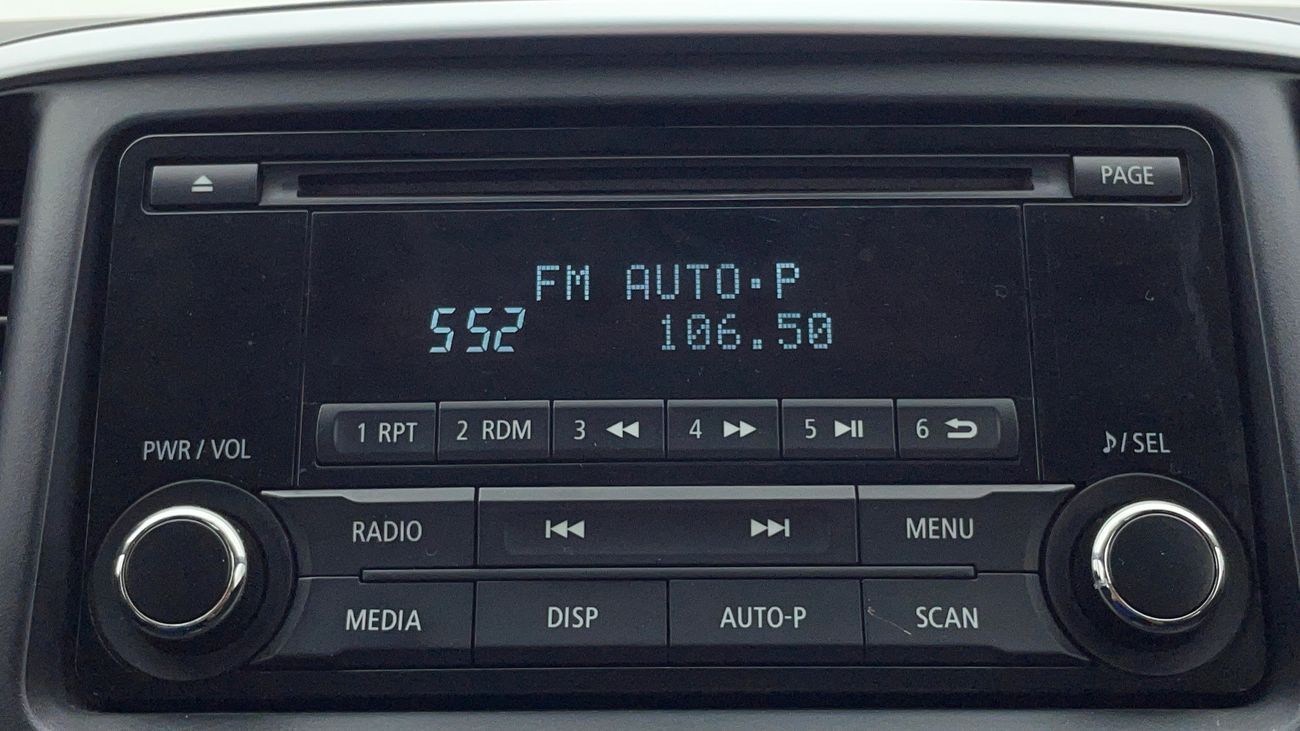 PAGE
FM AUTO·P
552 106.50
1 RPT 2 RDM 3 4 5 6
PWR / VOL
/ SEL
RADIO MENU
MEDIA DISP AUTO-P SCAN